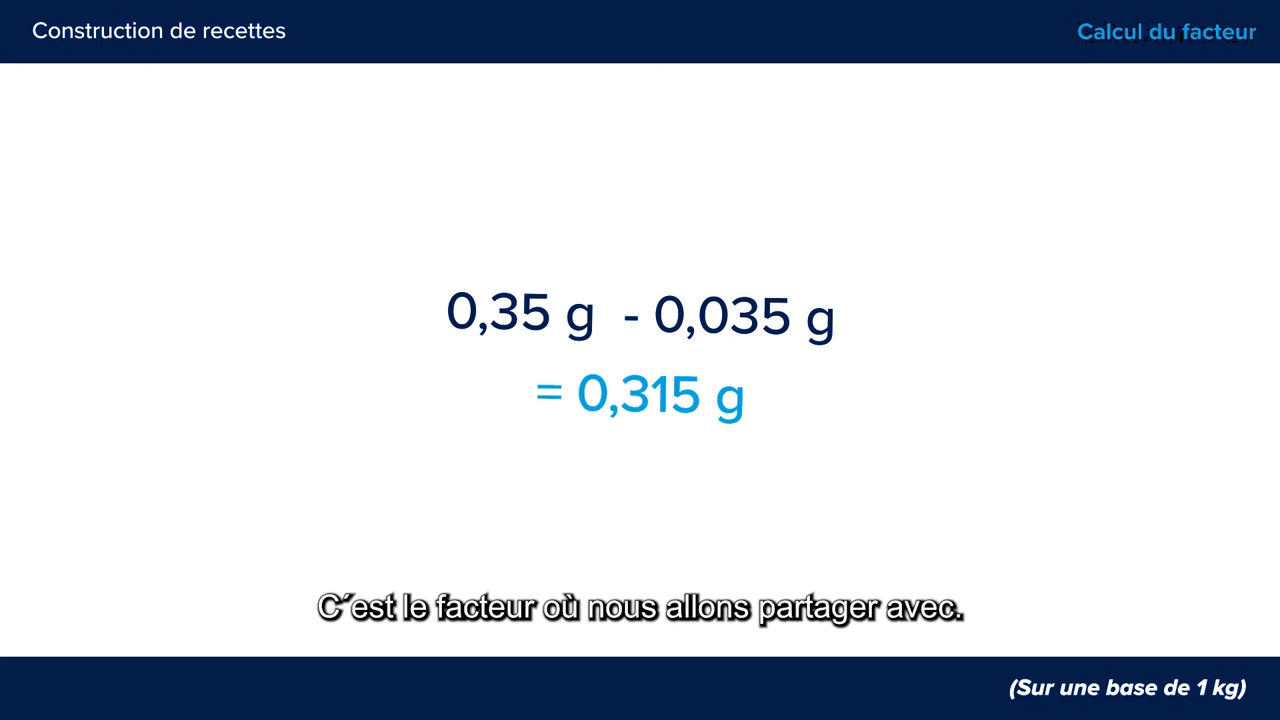 Construction de recettes
Calcul du facteur
0,35 g - 0,035 g
= 0,315 g
C´est le facteur où nous allons partager avec.
(Sur une base de 1 kg)